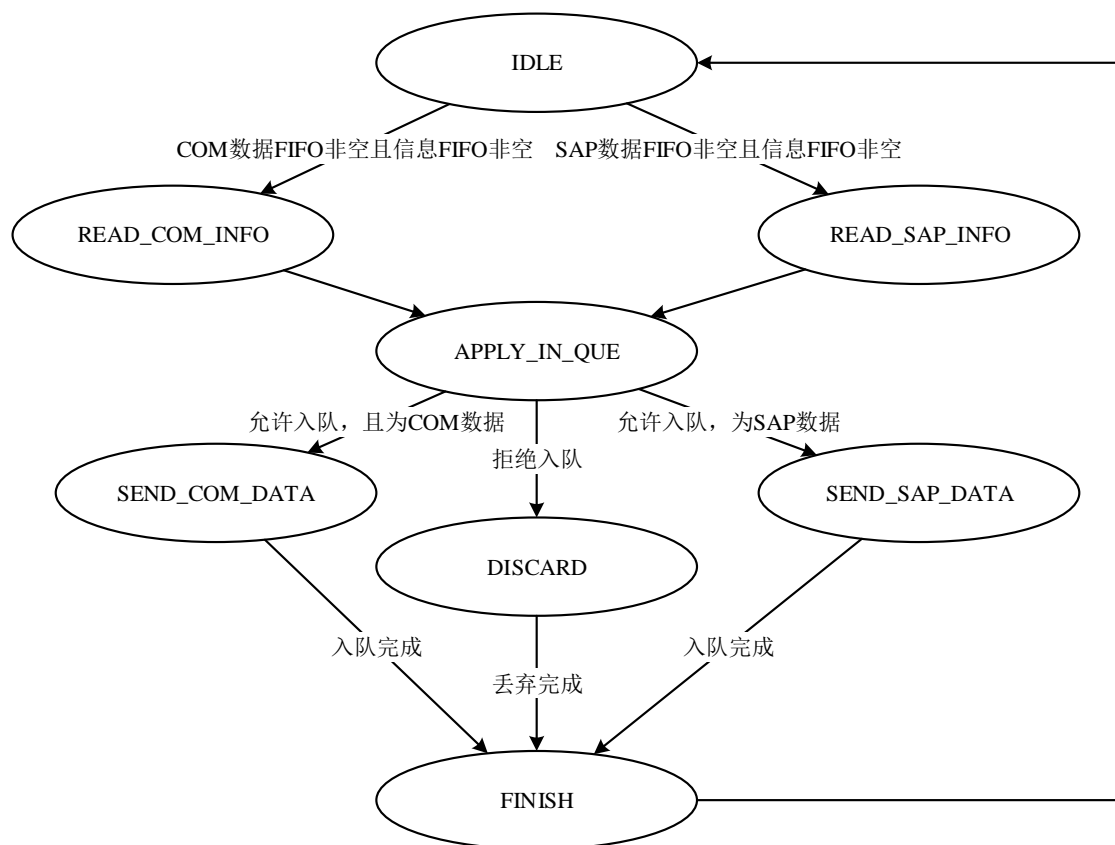 IDLE
COM数据FIFO非空且信息FIFO非空
SAP数据FIFO非空且信息FIFO非空
READ_COM_INFO
READ_SAP_INFO
APPLY_IN_QUE
允许入队，且为COM数据
允许入队，为SAP数据
拒绝入队
SEND_COM_DATA
SEND_SAP_DATA
DISCARD
入队完成
入队完成
丢弃完成
FINISH